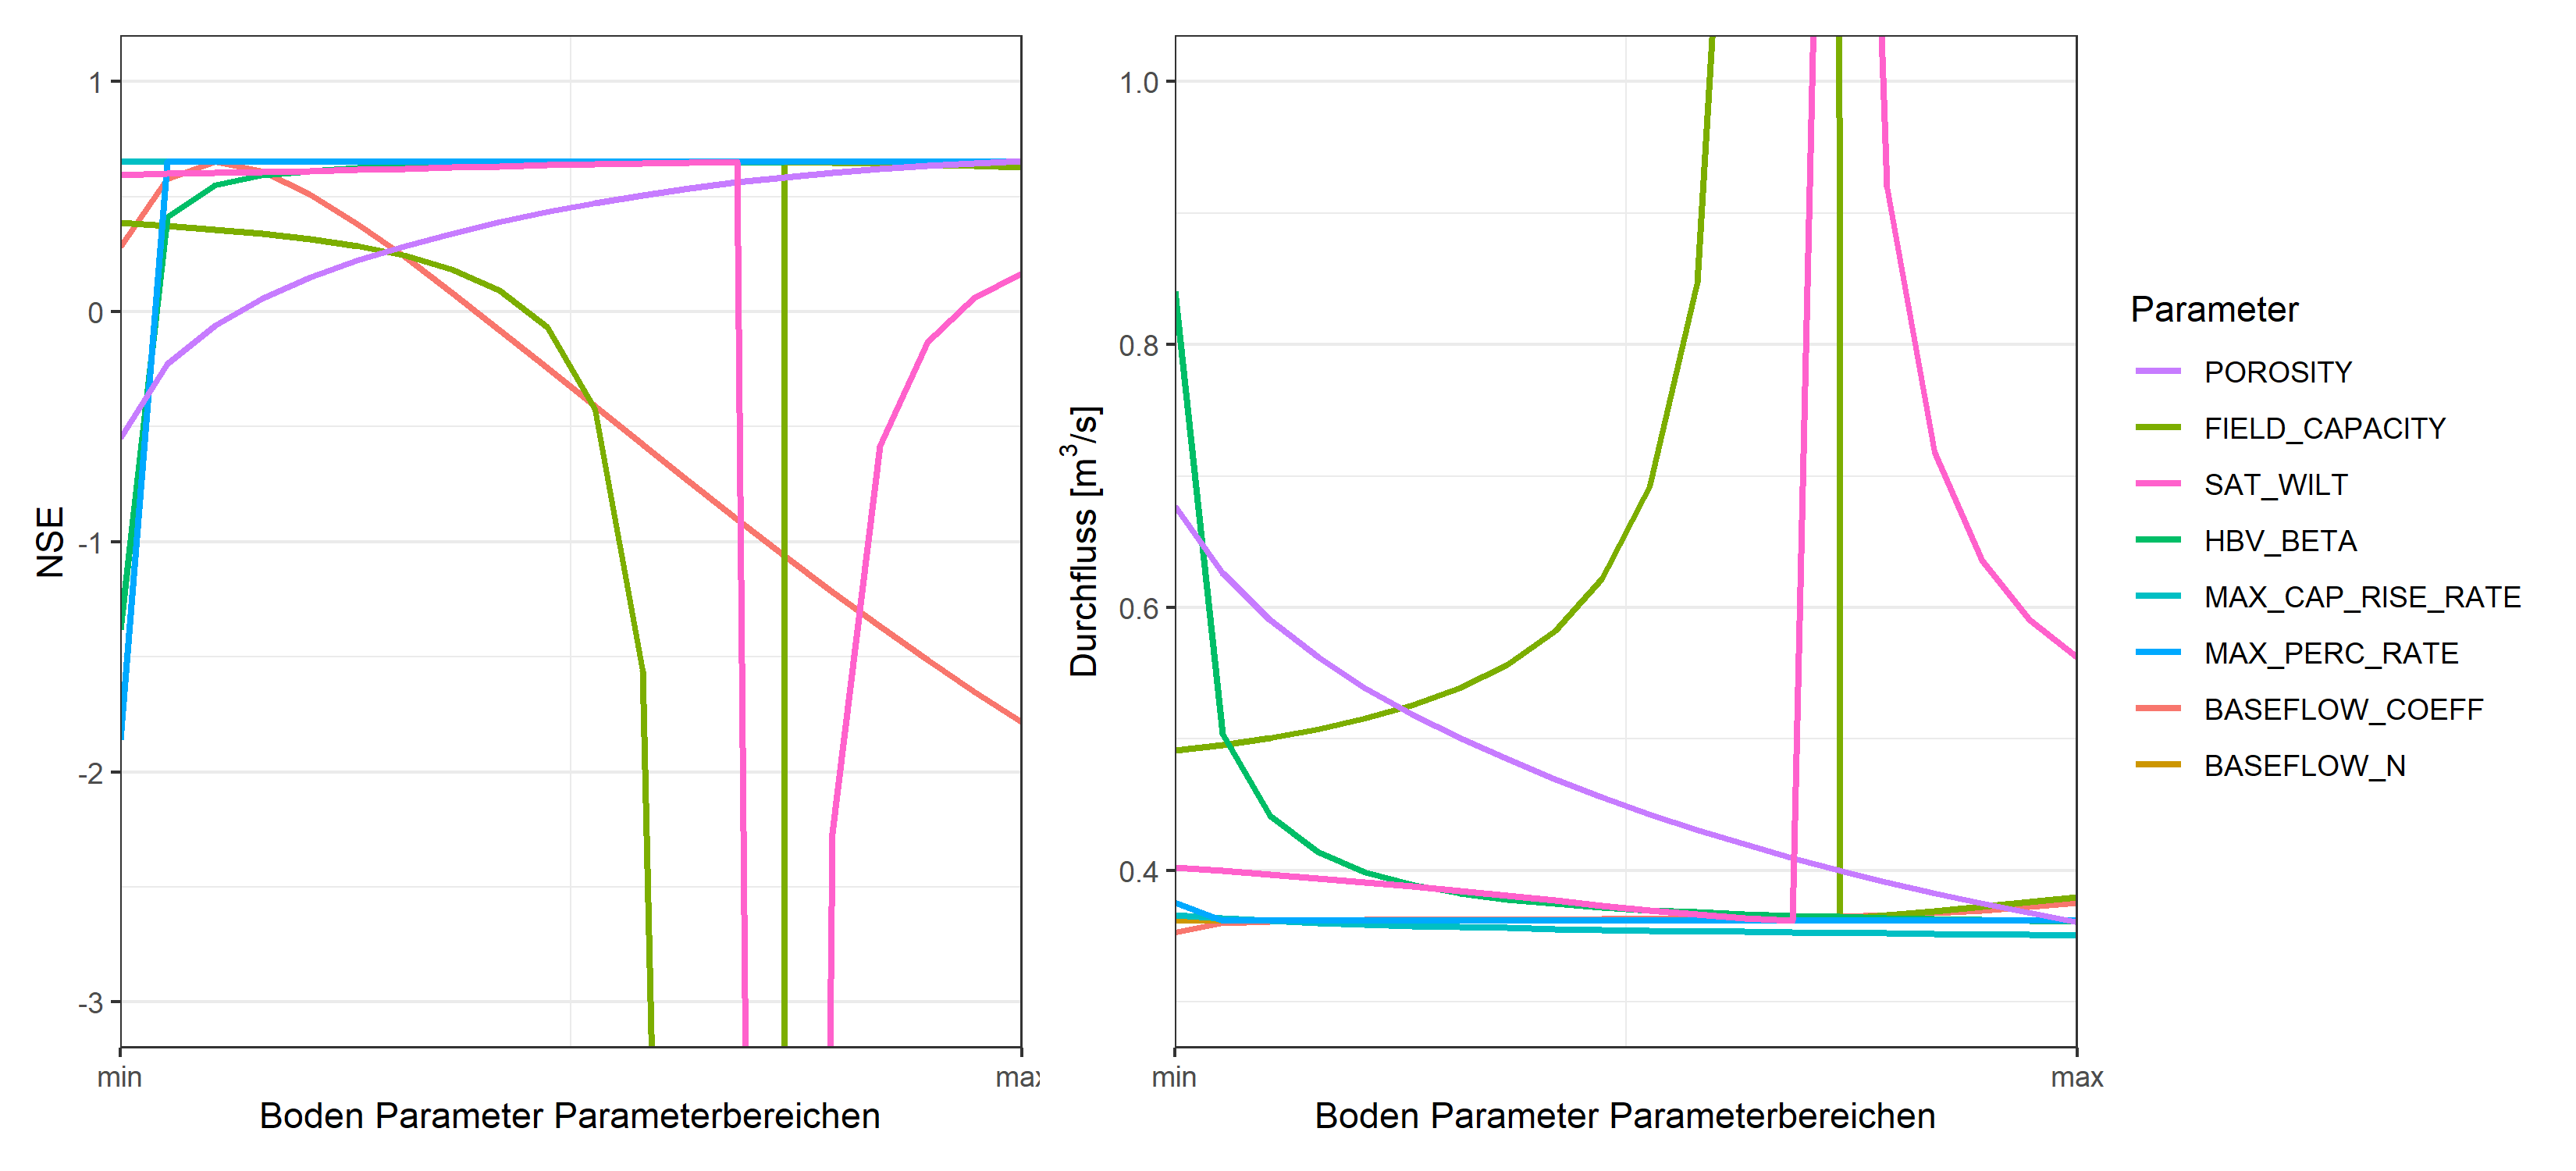 1
0
-1
-2
-3
NSE
min
max
Boden Parameter Parameterbereichen
1.0
0.8
0.6
0.4
Durchfluss [m³/s]
min
max
Boden Parameter Parameterbereichen
Parameter
POROSITY
FIELD_CAPACITY
SAT_WILT
HBV_BETA
MAX_CAP_RISE_RATE
MAX_PERC_RATE
BASEFLOW_COEFF
BASEFLOW_N